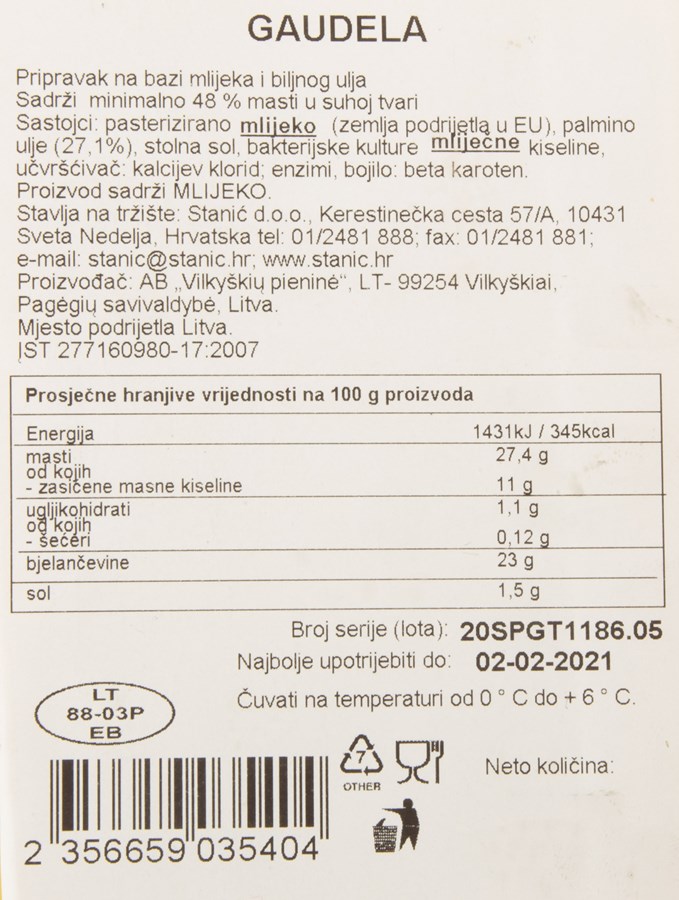 GAUDELA
Pripravak na bazi mlijeka i biljnog ulja
Sadrži minimalno 48 % masti u suhoj tvari
Sastojci: pasterizirano mlijeko (zemlja podrijetla u EU), palmino
ulje (27,1%), stolna sol, bakterijske kulture mliječne kiseline,
učvršćivač: kalcijev klorid; enzimi, bojilo: beta karoten.
Proizvod sadrži MLIJEKO.
Stavlja na tržište: Stanić d.o.o., Kerestinečka cesta 57/A, 10431
Sveta Nedelja, Hrvatska tel: 01/2481 888; fax: 01/2481 881;
e-mail: stanic@stanic.hr; www.stanic.hr
Proizvođač: AB „Vilkyškių pieninė“, LT- 99254 Vilkyškiai,
Pagėgių savivaldybė, Litva.
Mjesto podrijetla Litva.
ĮST 277160980-17:2007
Prosječne hranjive vrijednosti na 100 g proizvoda
Energija 1431kJ / 345kcal
masti 27,4 g
od kojih
- zasićene masne kiseline 11 g
ugljikohidrati 1,1 g
od kojih
- šećeri 0,12 g
bjelančevine 23 g
sol 1,5 g
Broj serije (lota): 20SPGT1186.05
Najbolje upotrijebiti do: 02-02-2021
Čuvati na temperaturi od 0 ° C do + 6 ° C.
LT
88-03P
EB
7
OTHER
Neto količina:
2 356659 035404